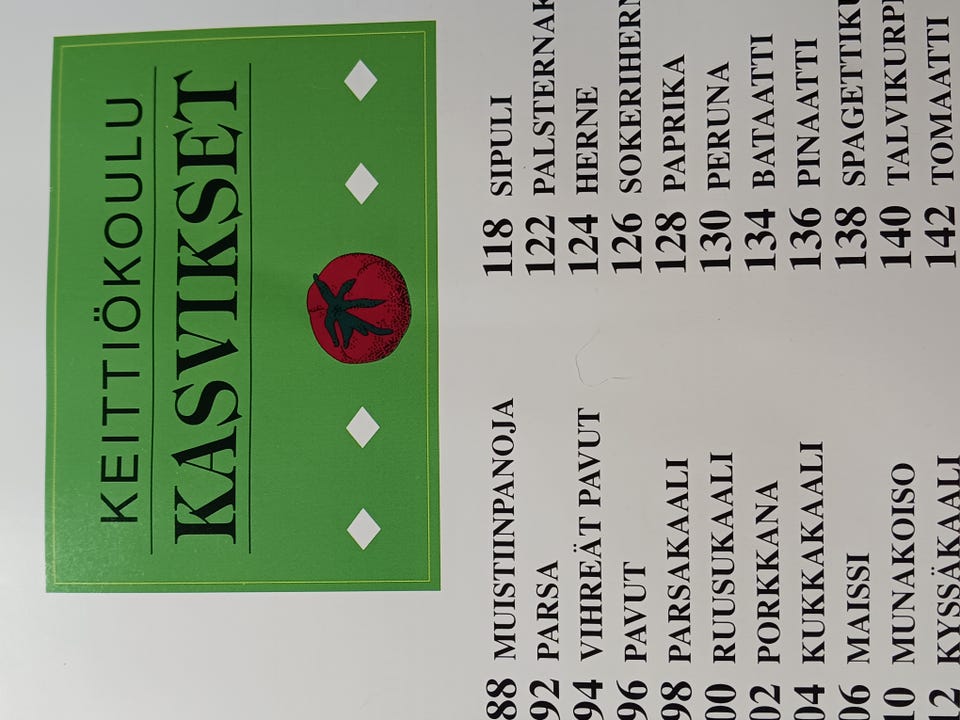 KEITTIÖKOULU
KASVIKSET
88 MUISTIINPANOJA
92 PARSA
94 VIHREÄT PAVUT
96 PAVUT
98 PARSAKAALI
00 RUUSUKAALI
02 PORKKANA
04 KUKKAKAALI
06 MAISSI
10 MUNAKOISO
12 KYSSÄKAALI
118 SIPULI
122 PALSTERNAK
124 HERNE
126 SOKERIHERN
128 PAPRIKA
130 PERUNA
134 BATAATTI
136 PINAATTI
138 SPAGETTIKU
140 TALVIKURPI
142 TOMAATTI